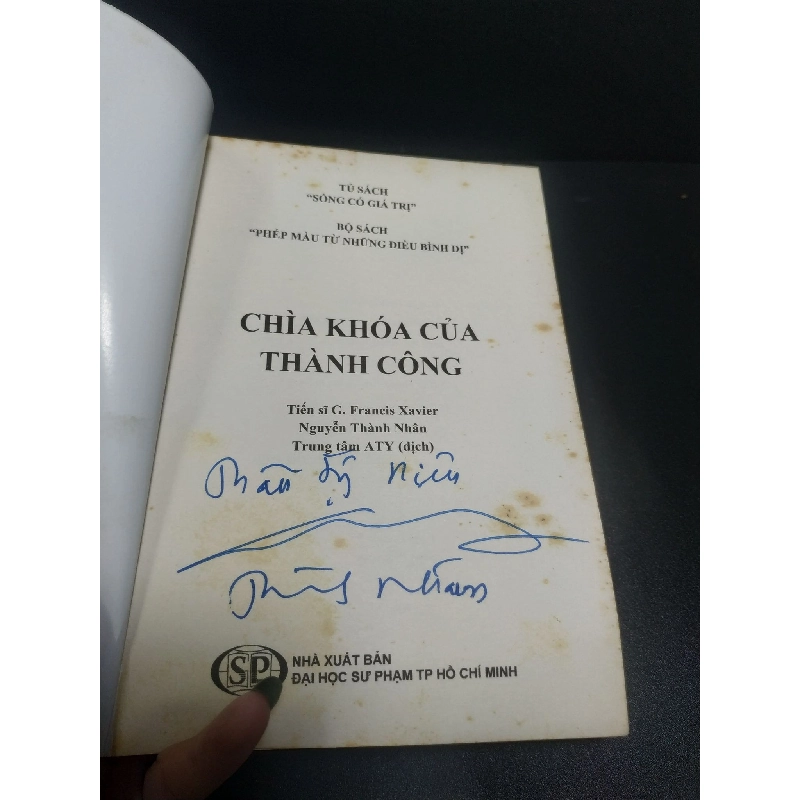 TỦ SÁCH
"SỐNG CÓ GIÁ TRỊ"
BỘ SÁCH
"PHÉP MÀU TỪ NHỮNG ĐIỀU BÌNH DỊ"
CHÌA KHÓA CỦA
THÀNH CÔNG
Tiến sĩ G. Francis Xavier
Nguyễn Thành Nhân
Trung tâm ATY (dịch)
Thân
SP
NHÀ XUẤT BẢN
ĐẠI HỌC SƯ PHẠM TP HỒ CHÍ MINH